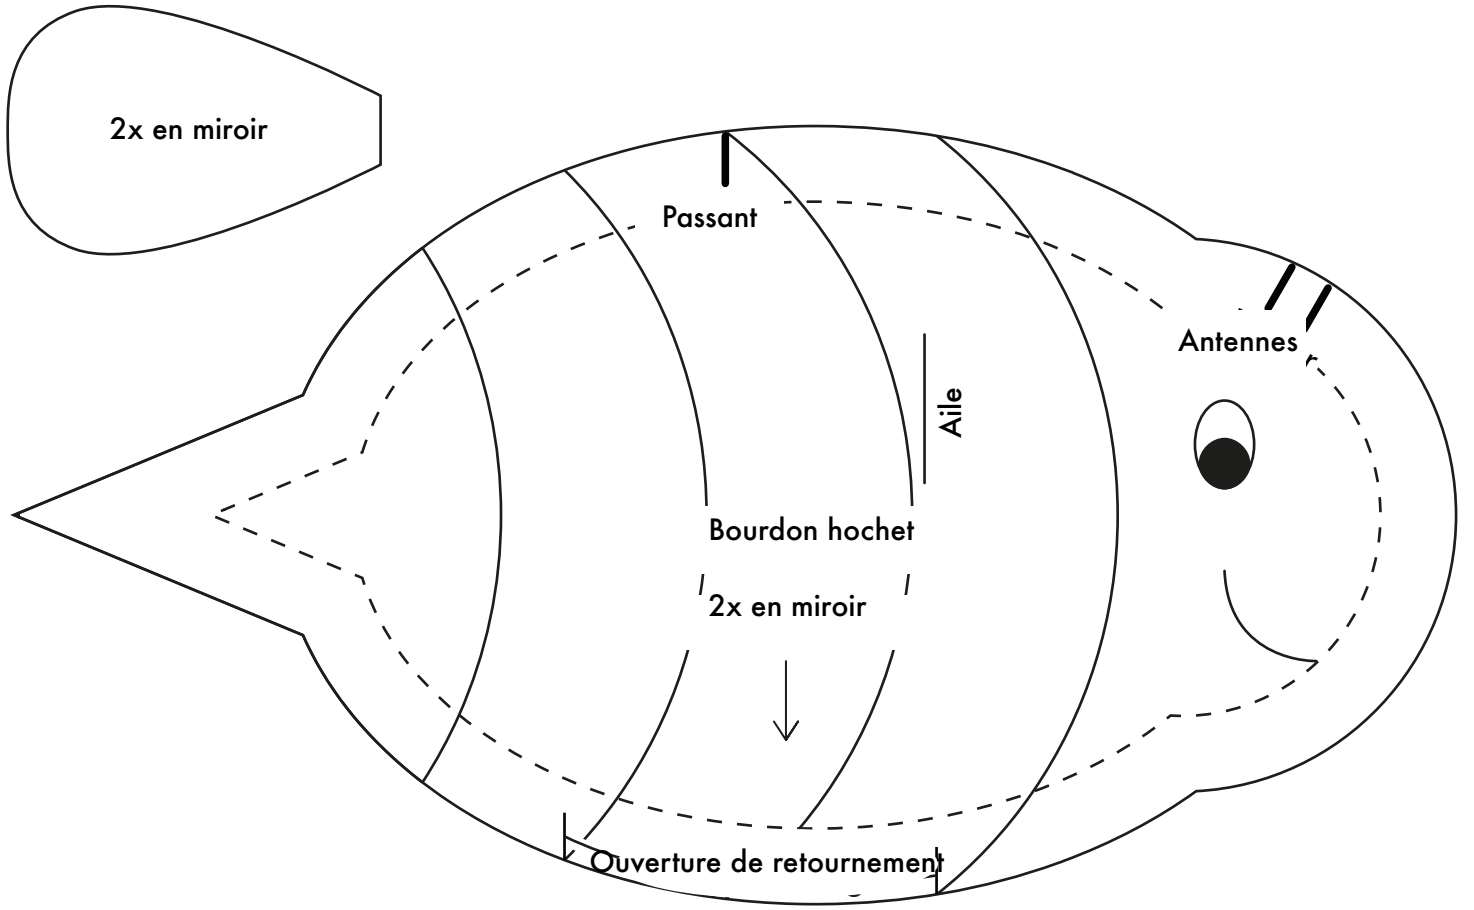 2x en miroir
Passant
Antennes
Aile
Bourdon hochet
2x en miroir
Ouverture de retournement